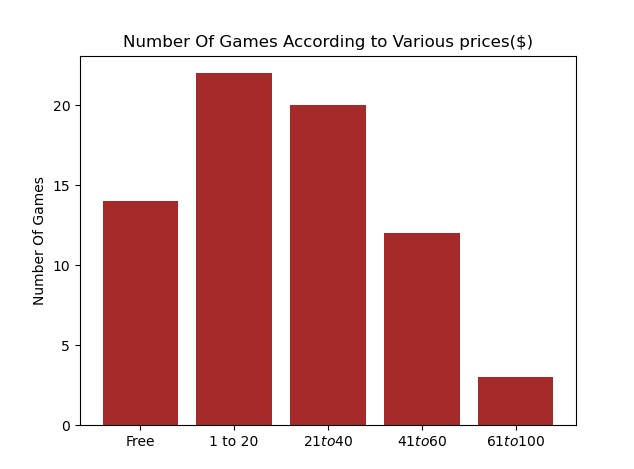 Number Of Games According to Various prices($)
Number Of Games
20
15
10
5
0
Free
1 to 20
21to40
41to60
61to100